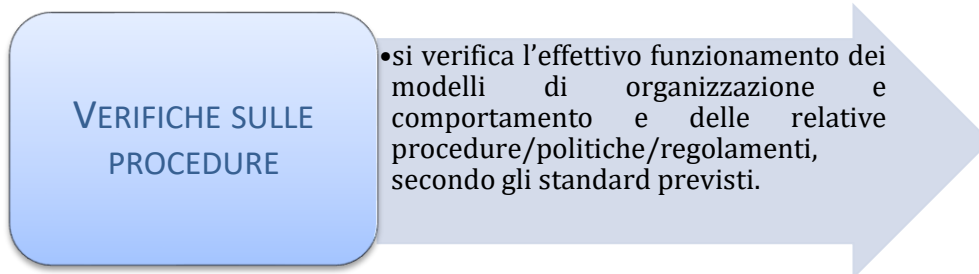 VERIFICHE SULLE
PROCEDURE
•si verifica l’effettivo funzionamento dei
modelli di organizzazione e
comportamento e delle relative
procedure/politiche/regolamenti,
secondo gli standard previsti.